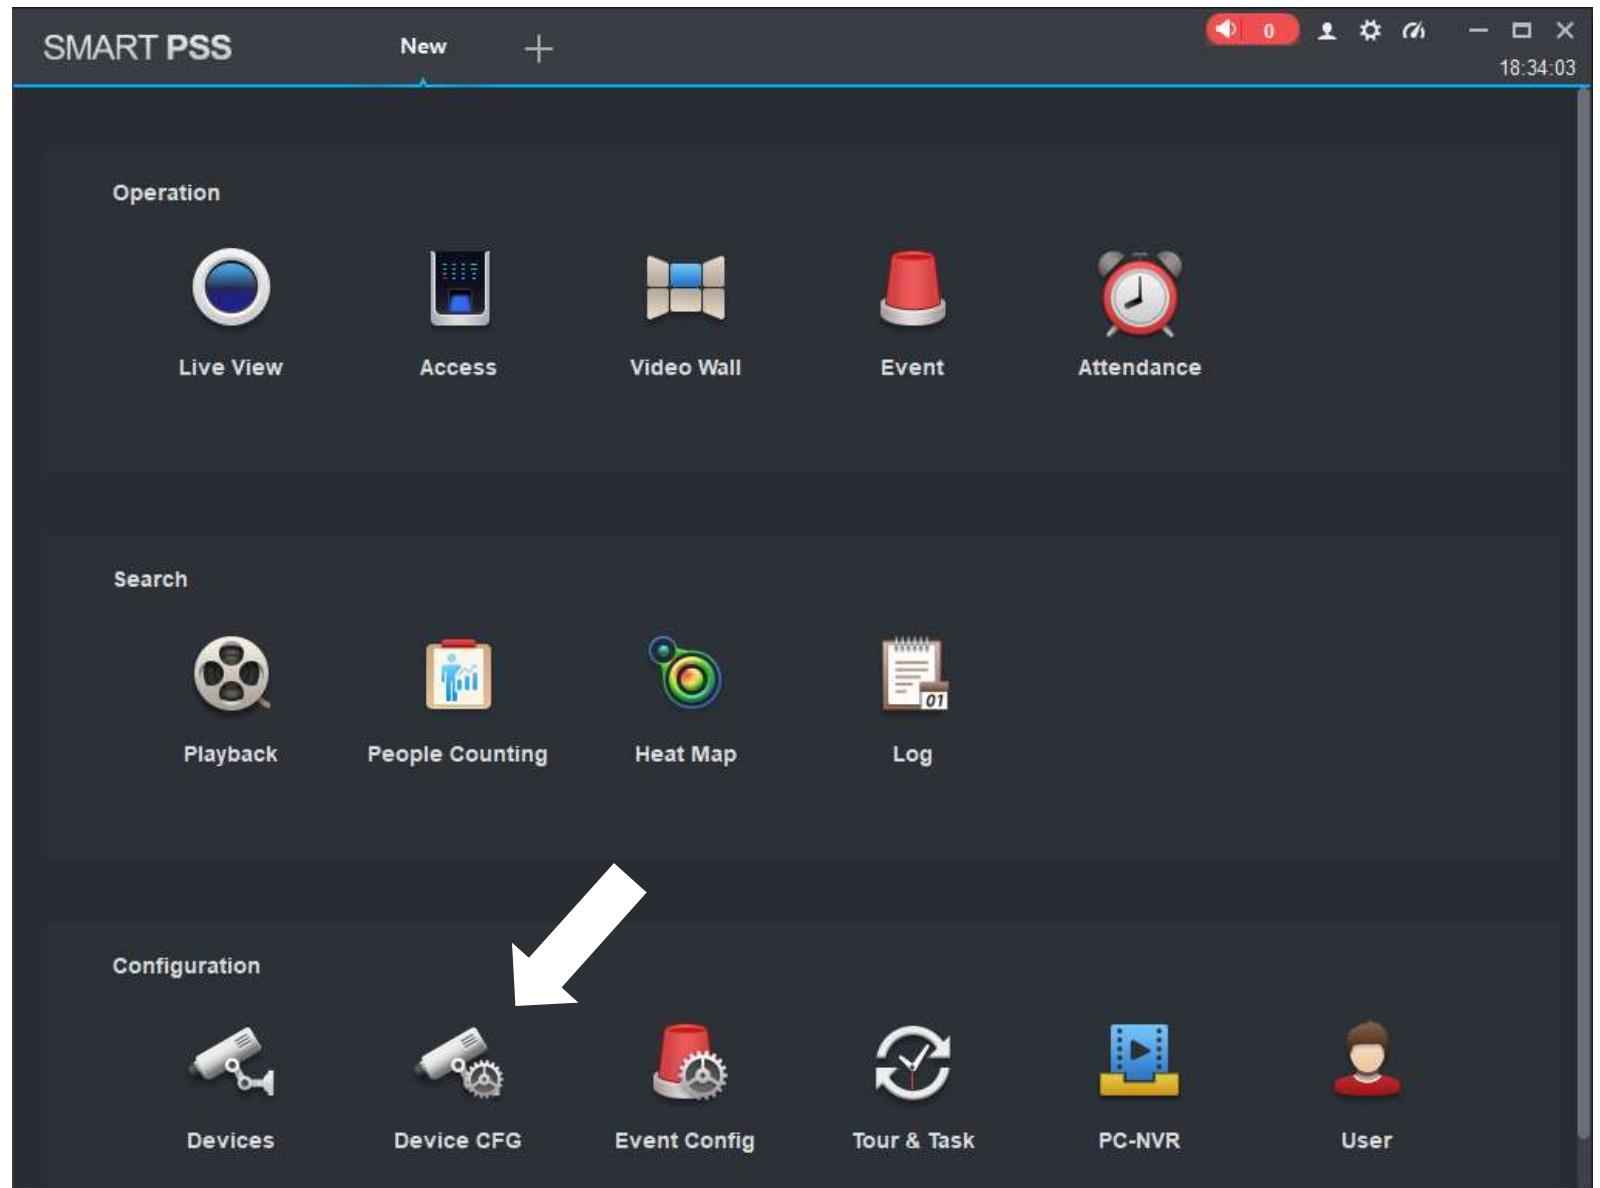 SMART PSS
New
0
18:34:03
Operation
Live View
Access
Video Wall
Event
Attendance
Search
Playback
People Counting
Heat Map
Log
01
Configuration
Devices
Device CFG
Event Config
Tour & Task
PC-NVR
User